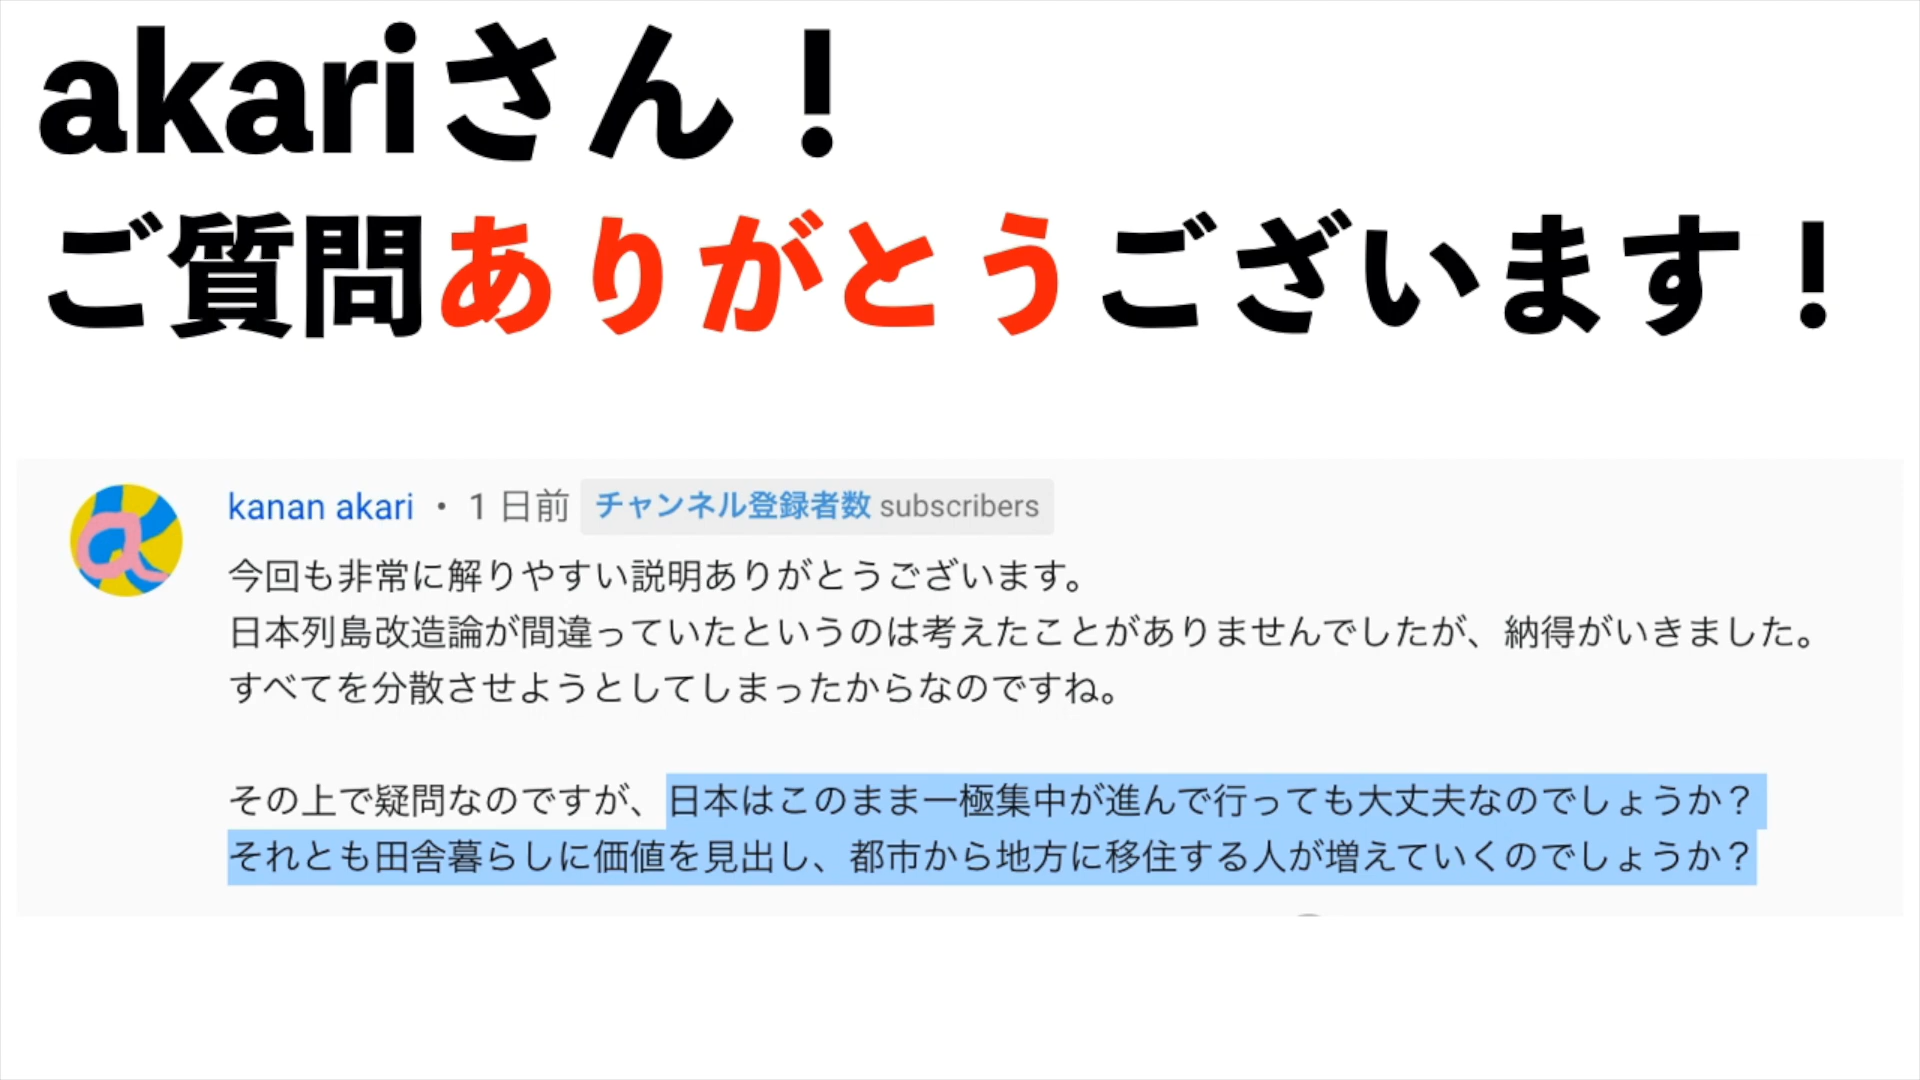 akariさん！
ご質問ありがとうございます！
kanan akari • 1 日前 チャンネル登録者数 subscribers
今回も非常に解りやすい説明ありがとうございます。
日本列島改造論が間違っていたというのは考えたことがありませんでしたが、納得がいきました。
すべてを分散させようとしてしまったからなのですね。
その上で疑問なのですが、日本はこのまま一極集中が進んで行っても大丈夫なのでしょうか？
それとも田舎暮らしに価値を見出し、都市から地方に移住する人が増えていくのでしょうか？